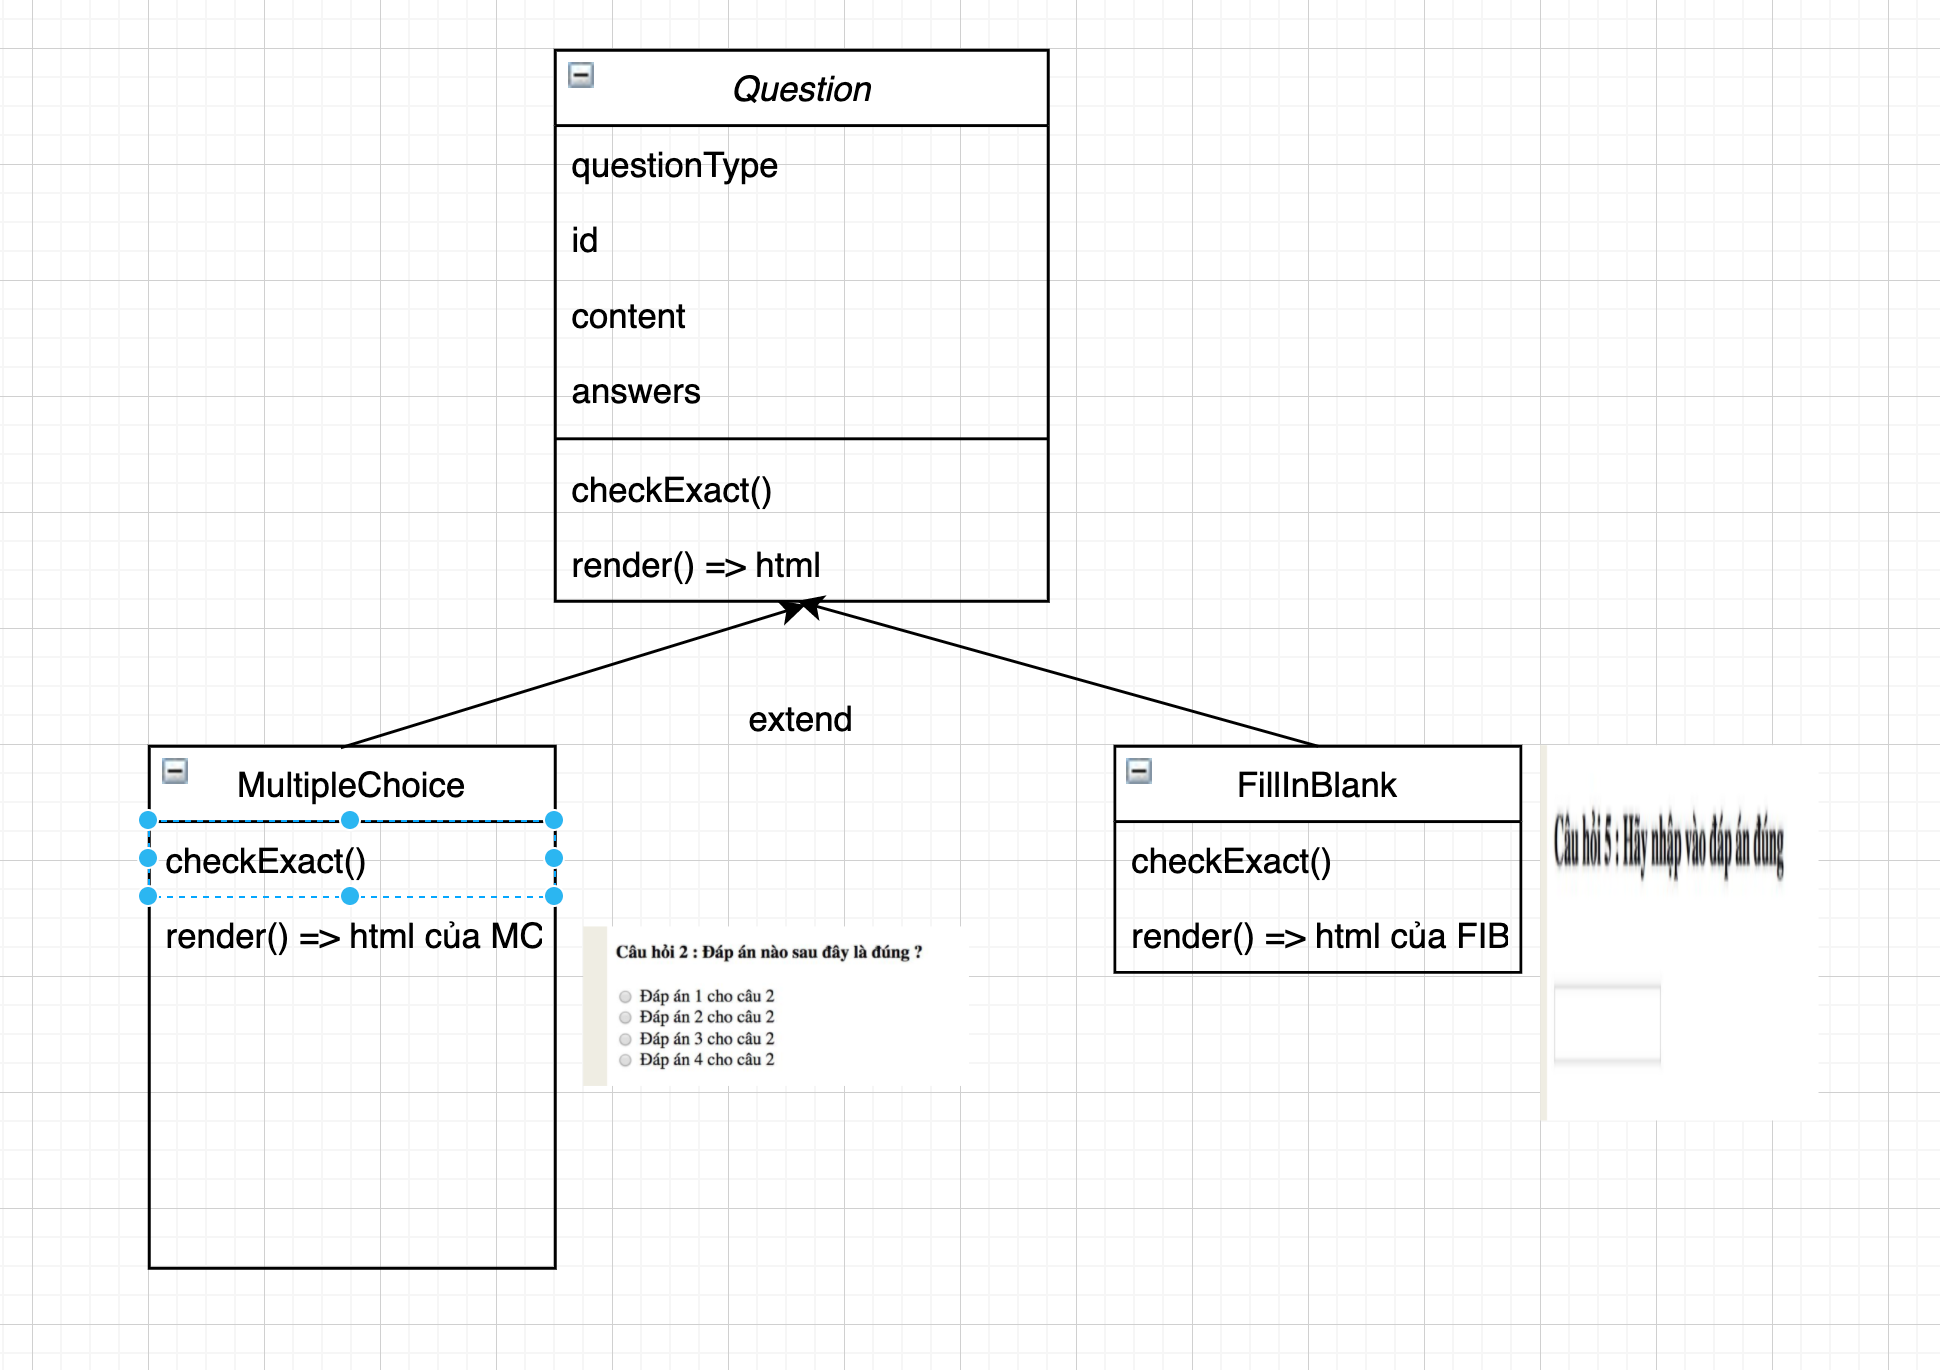 Question
questionType
id
content
answers
checkExact()
render() => html
extend
MultipleChoice
checkExact()
render() => html của MC
Câu hỏi 2 : Đáp án nào sau đây là đúng ?
Đáp án 1 cho câu 2
Đáp án 2 cho câu 2
Đáp án 3 cho câu 2
Đáp án 4 cho câu 2
FillInBlank
checkExact()
render() => html của FIB
Câu hỏi 5 : Hãy nhập vào đáp án đúng